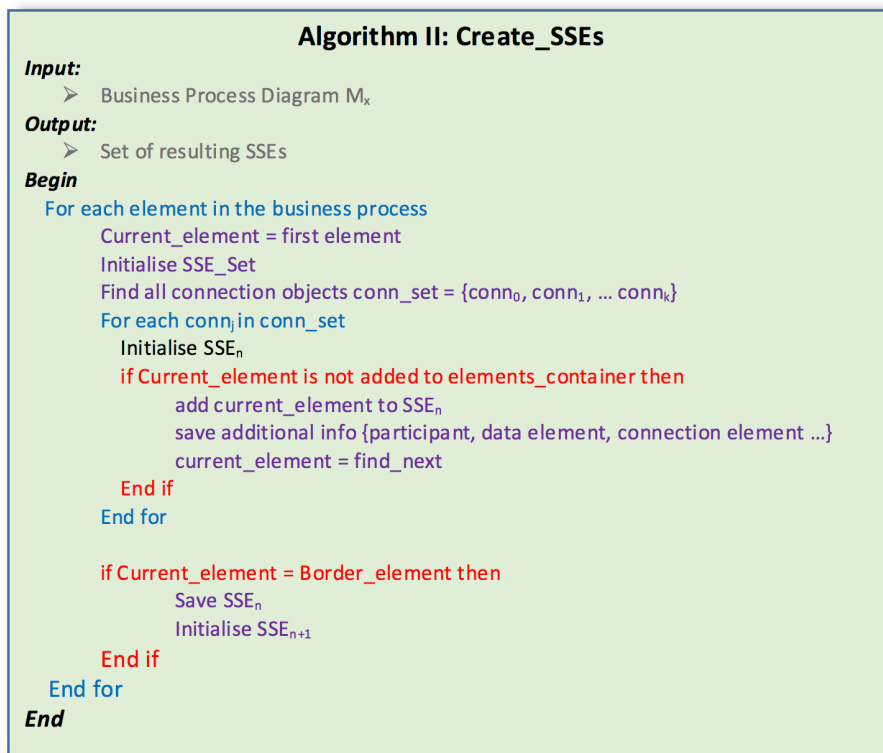 Algorithm II: Create_SSEs
Input:
➢ Business Process Diagram Mₓ
Output:
➢ Set of resulting SSEs
Begin
For each element in the business process
Current_element = first element
Initialise SSE_Set
Find all connection objects conn_set = {conn₀, conn₁, … connₖ}
For each connⱼ in conn_set
Initialise SSEₙ
if Current_element is not added to elements_container then
add current_element to SSEₙ
save additional info {participant, data element, connection element …}
current_element = find_next
End if
End for
if Current_element = Border_element then
Save SSEₙ
Initialise SSEₙ₊₁
End if
End for
End